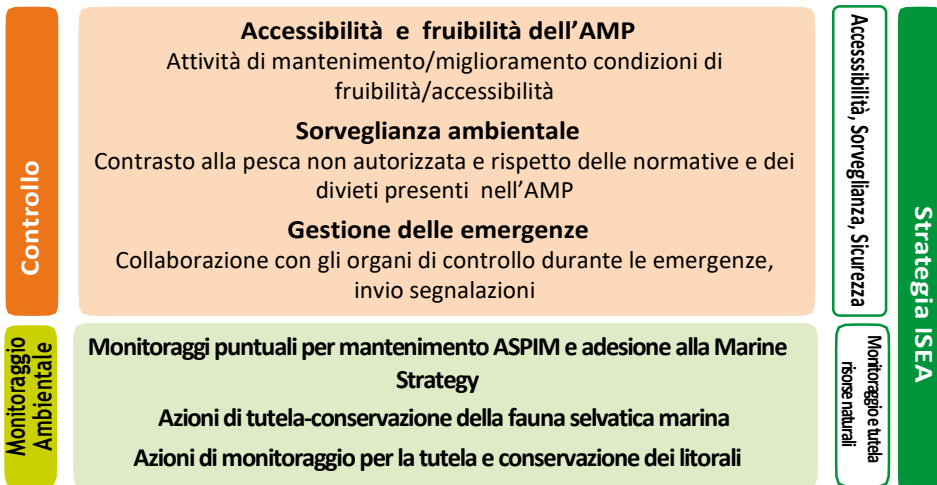 Controllo
Accessibilità e fruibilità dell'AMP
Attività di mantenimento/miglioramento condizioni di
fruibilità/accessibilità
Sorveglianza ambientale
Contrasto alla pesca non autorizzata e rispetto delle normative e dei
divieti presenti nell'AMP
Gestione delle emergenze
Collaborazione con gli organi di controllo durante le emergenze,
invio segnalazioni
Accesssibilità, Sorveglianza, Sicurezza
Monitoraggio
Ambientale
Monitoraggi puntuali per mantenimento ASPIM e adesione alla Marine
Strategy
Azioni di tutela-conservazione della fauna selvatica marina
Azioni di monitoraggio per la tutela e conservazione dei litorali
Monitoraggio e tutela
risorse naturali
Strategia ISEA